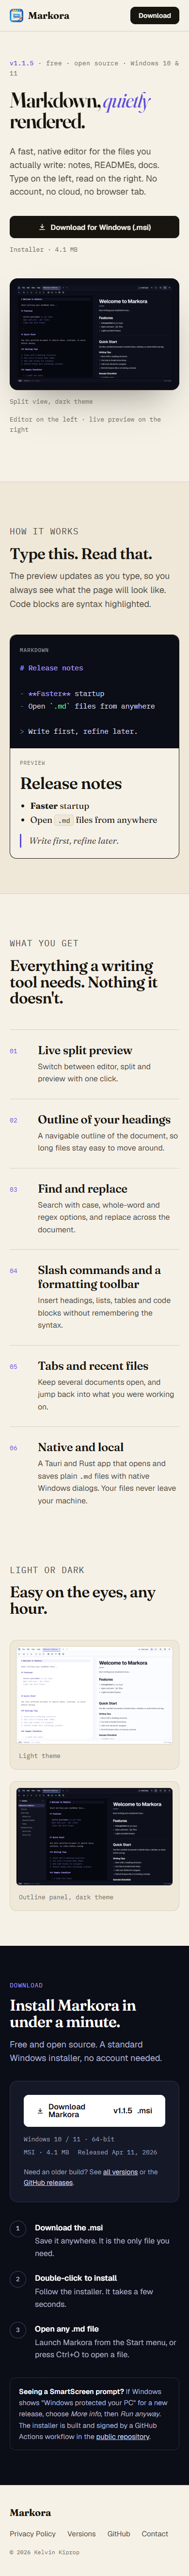 Markora
Download
v1.1.5 · free · open source · Windows 10 &
11
Markdown, quietly
rendered.
A fast, native editor for the files you
actually write: notes, READMEs, docs.
Type on the left, read on the right. No
account, no cloud, no browser tab.
Download for Windows (.msi)
Installer · 4.1 MB
Welcome to Markora
Features
Quick Start
Split view, dark theme
Editor on the left · live preview on the
right
HOW IT WORKS
Type this. Read that.
The preview updates as you type, so you
always see what the page will look like.
Code blocks are syntax highlighted.
MARKDOWN
# Release notes
- **Faster** startup
- Open `.md` files from anywhere
> Write first, refine later.
PREVIEW
Release notes
• Faster startup
• Open .md files from anywhere
Write first, refine later.
WHAT YOU GET
Everything a writing
tool needs. Nothing it
doesn't.
01
Live split preview
Switch between editor, split and
preview with one click.
02
Outline of your headings
A navigable outline of the document, so
long files stay easy to move around.
03
Find and replace
Search with case, whole-word and
regex options, and replace across the
document.
04
Slash commands and a
formatting toolbar
Insert headings, lists, tables and code
blocks without remembering the
syntax.
05
Tabs and recent files
Keep several documents open, and
jump back into what you were working
on.
06
Native and local
A Tauri and Rust app that opens and
saves plain .md files with native
Windows dialogs. Your files never leave
your machine.
LIGHT OR DARK
Easy on the eyes, any
hour.
Welcome to Markora
Features
Quick Start
Light theme
Welcome to Markora
Features
Quick Start
Outline panel, dark theme
DOWNLOAD
Install Markora in
under a minute.
Free and open source. A standard
Windows installer, no account needed.
Download
Markora
v1.1.5 .msi
Windows 10 / 11 · 64-bit
MSI · 4.1 MB Released Apr 11, 2026
Need an older build? See all versions or the
GitHub releases.
1
Download the .msi
Save it anywhere. It is the only file you
need.
2
Double-click to install
Follow the installer. It takes a few
seconds.
3
Open any .md file
Launch Markora from the Start menu, or
press Ctrl+O to open a file.
Seeing a SmartScreen prompt? If Windows
shows "Windows protected your PC" for a new
release, choose More info, then Run anyway.
The installer is built and signed by a GitHub
Actions workflow in the public repository.
Markora
Privacy Policy Versions GitHub Contact
© 2026 Kelvin Kiprop